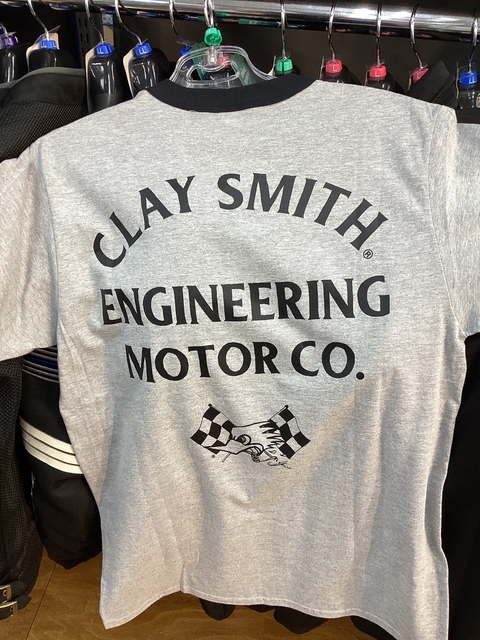 CLAY SMITH®
ENGINEERING
MOTOR CO.